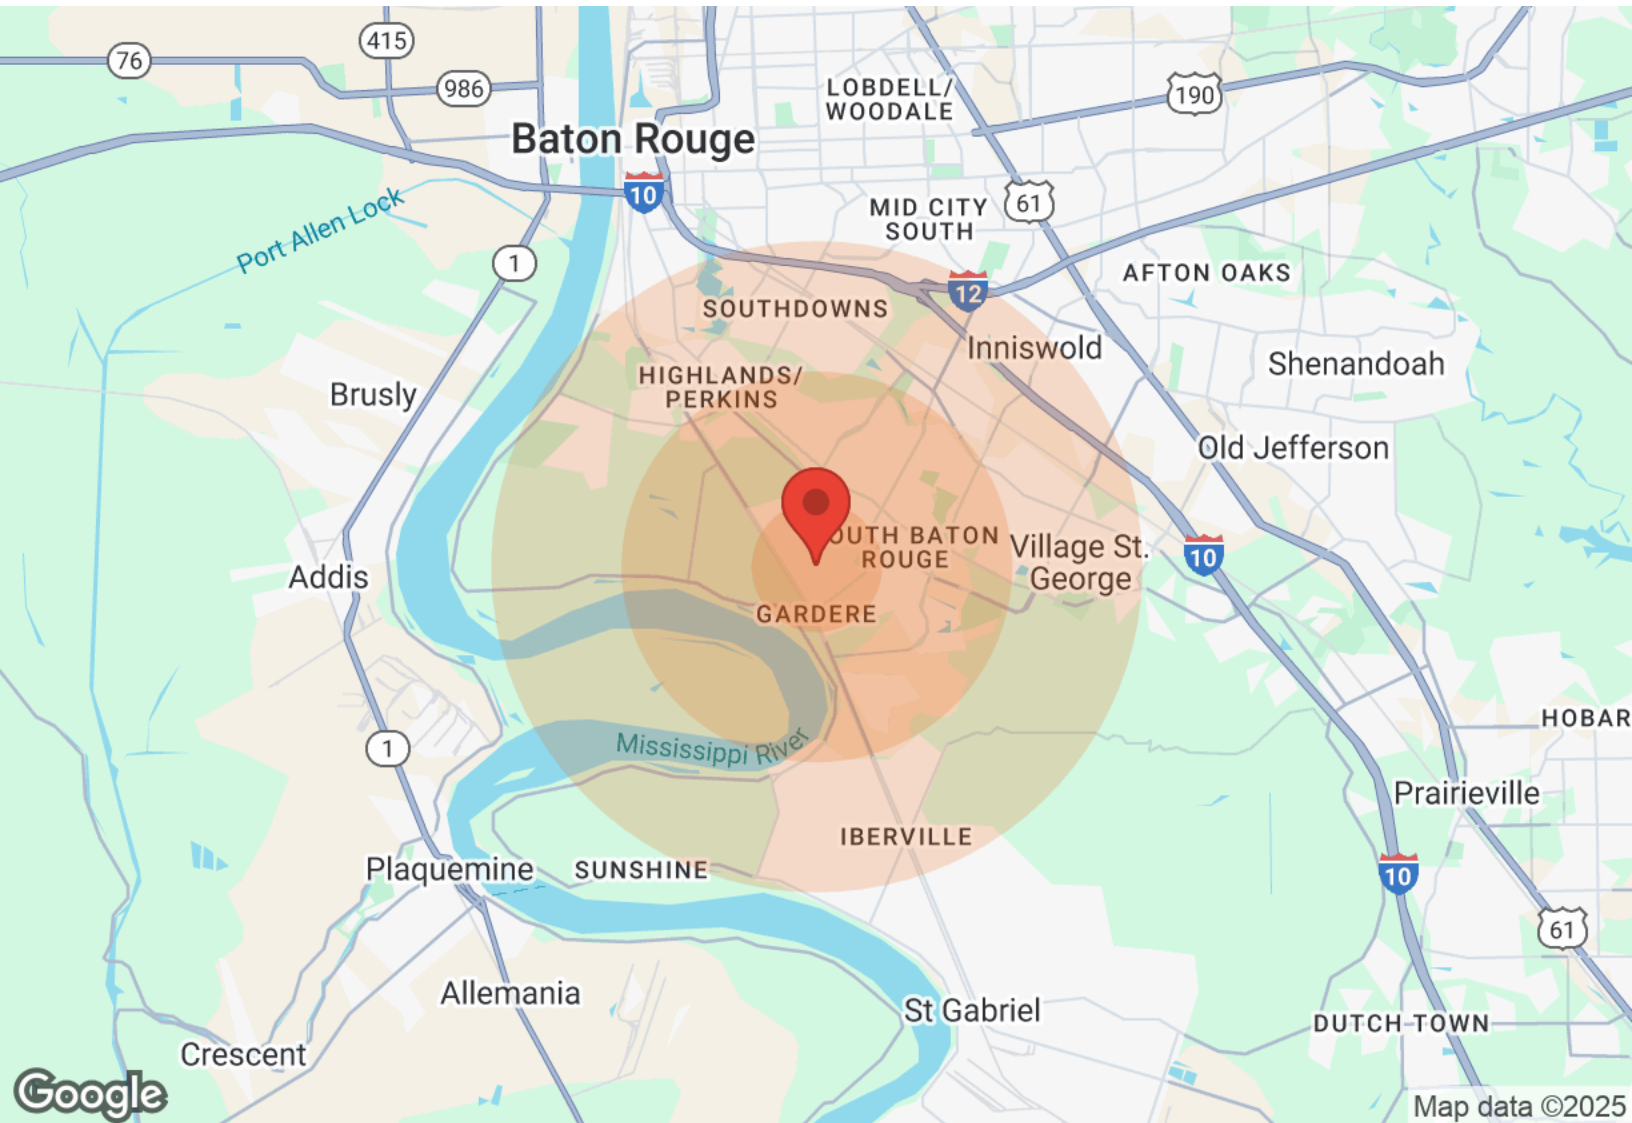 415
76
986
LOBDELL/
WOODALE
190
Baton Rouge
10
61
Port Allen Lock
MID CITY
SOUTH
1
AFTON OAKS
12
SOUTHDOWNS
Inniswold
Shenandoah
HIGHLANDS/
PERKINS
Brusly
Old Jefferson
OUTH BATON
ROUGE
Village St.
George
10
Addis
GARDERE
HOBAR
Mississippi River
1
Prairieville
IBERVILLE
Plaquemine
SUNSHINE
10
61
Allemania
St Gabriel
DUTCH TOWN
Crescent
Google
Map data ©2025